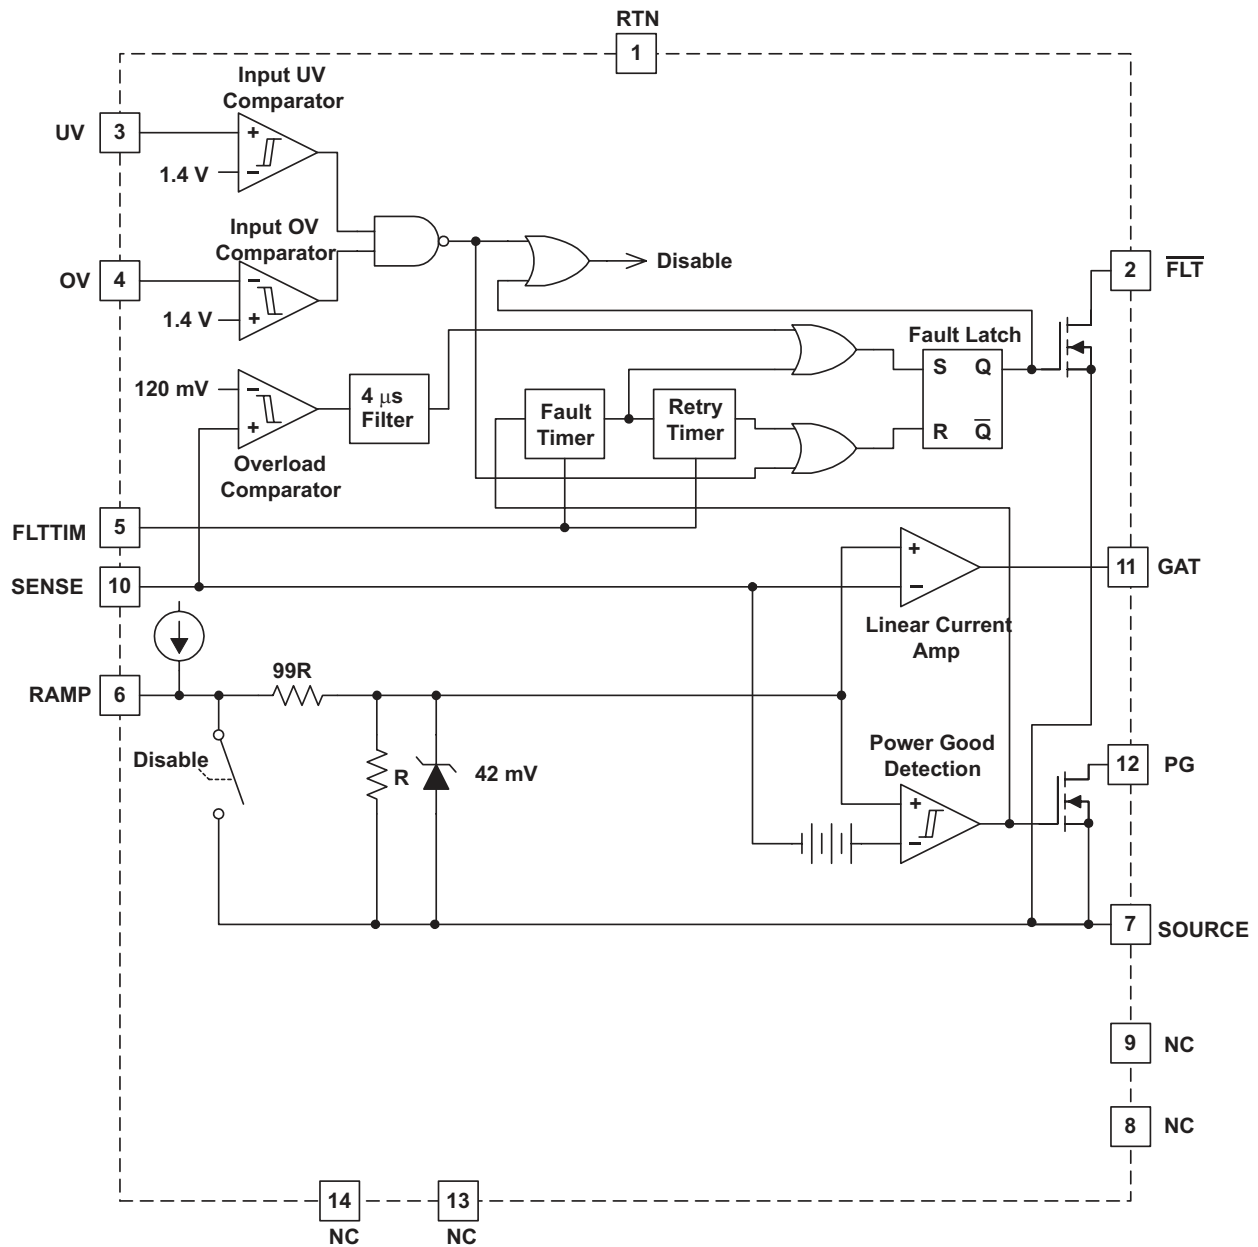 RTN
1
Input UV
Comparator
UV
3
+
1.4 V
−
Input OV
Comparator
OV
4
−
1.4 V
+
Disable
2
FLT
Fault Latch
S Q
R Q
120 mV
−
+
4 μs
Filter
Overload
Comparator
Fault
Timer
Retry
Timer
FLTTIM
5
SENSE
10
+
−
Linear Current
Amp
11
GAT
RAMP
6
99R
Disable
R
42 mV
Power Good
Detection
+
−
12
PG
7
SOURCE
9
NC
8
NC
14
NC
13
NC